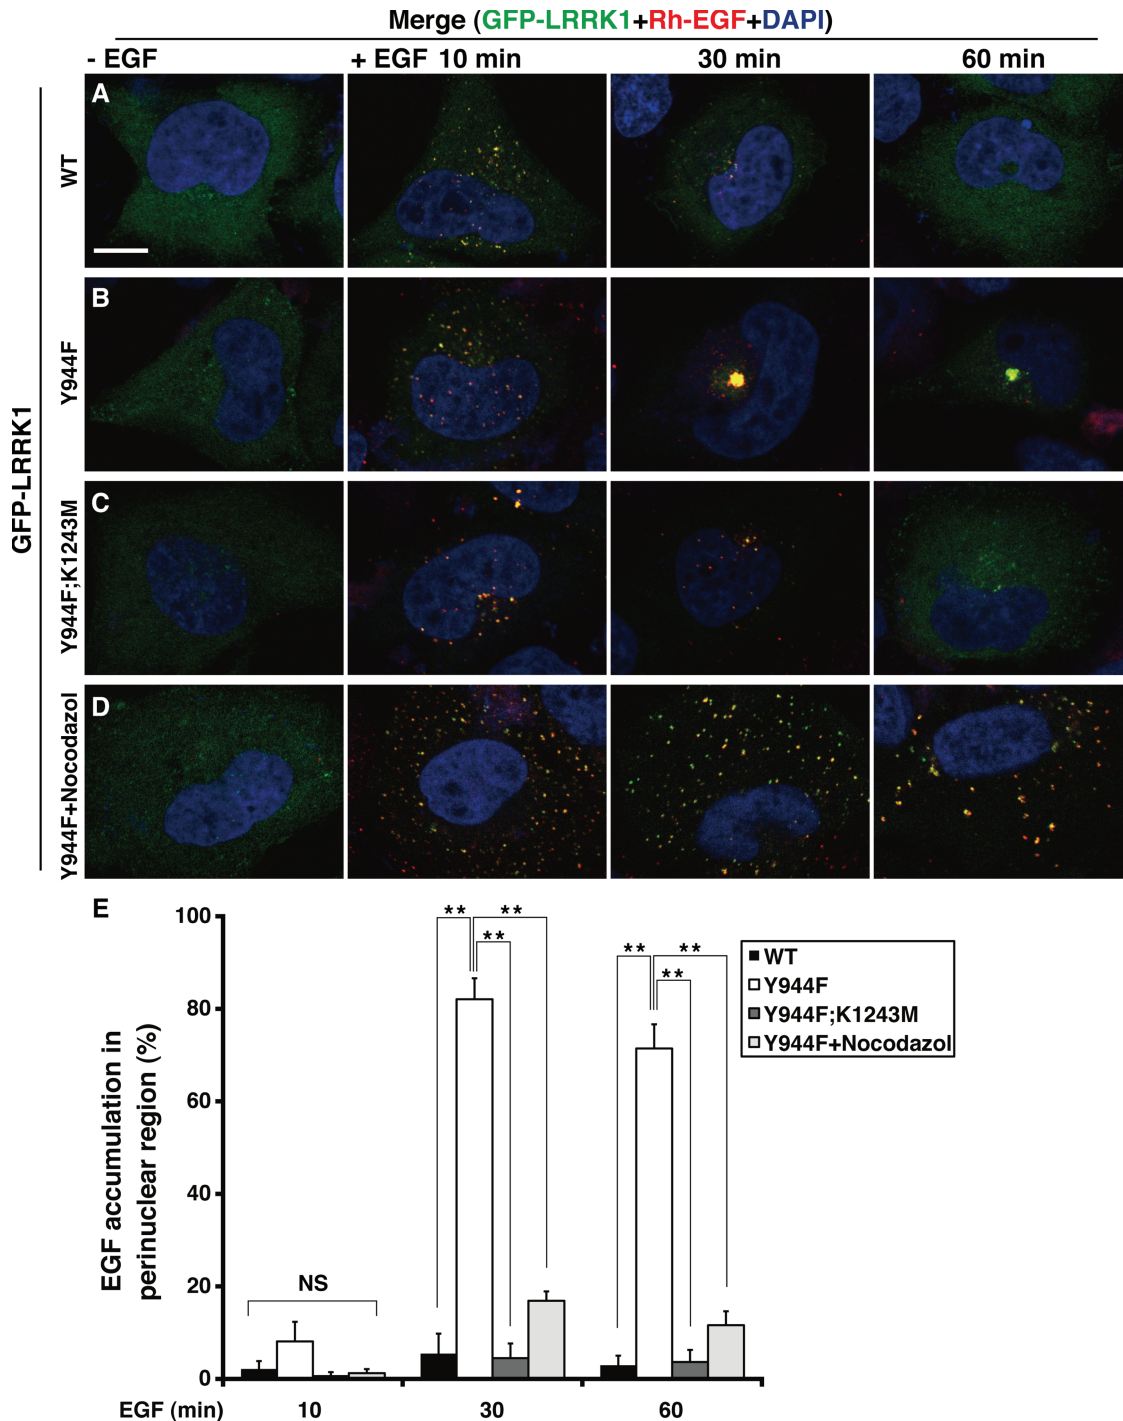 Merge (GFP-LRRK1+Rh-EGF+DAPI)
- EGF
+ EGF 10 min
30 min
60 min
GFP-LRRK1
A
WT
B
Y944F
C
Y944F;K1243M
D
Y944F+Nocodazol
E
EGF accumulation in
perinuclear region (%)
100
80
60
40
20
0
NS
** **
**
** **
**
WT
Y944F
Y944F;K1243M
Y944F+Nocodazol
EGF (min) 10 30 60